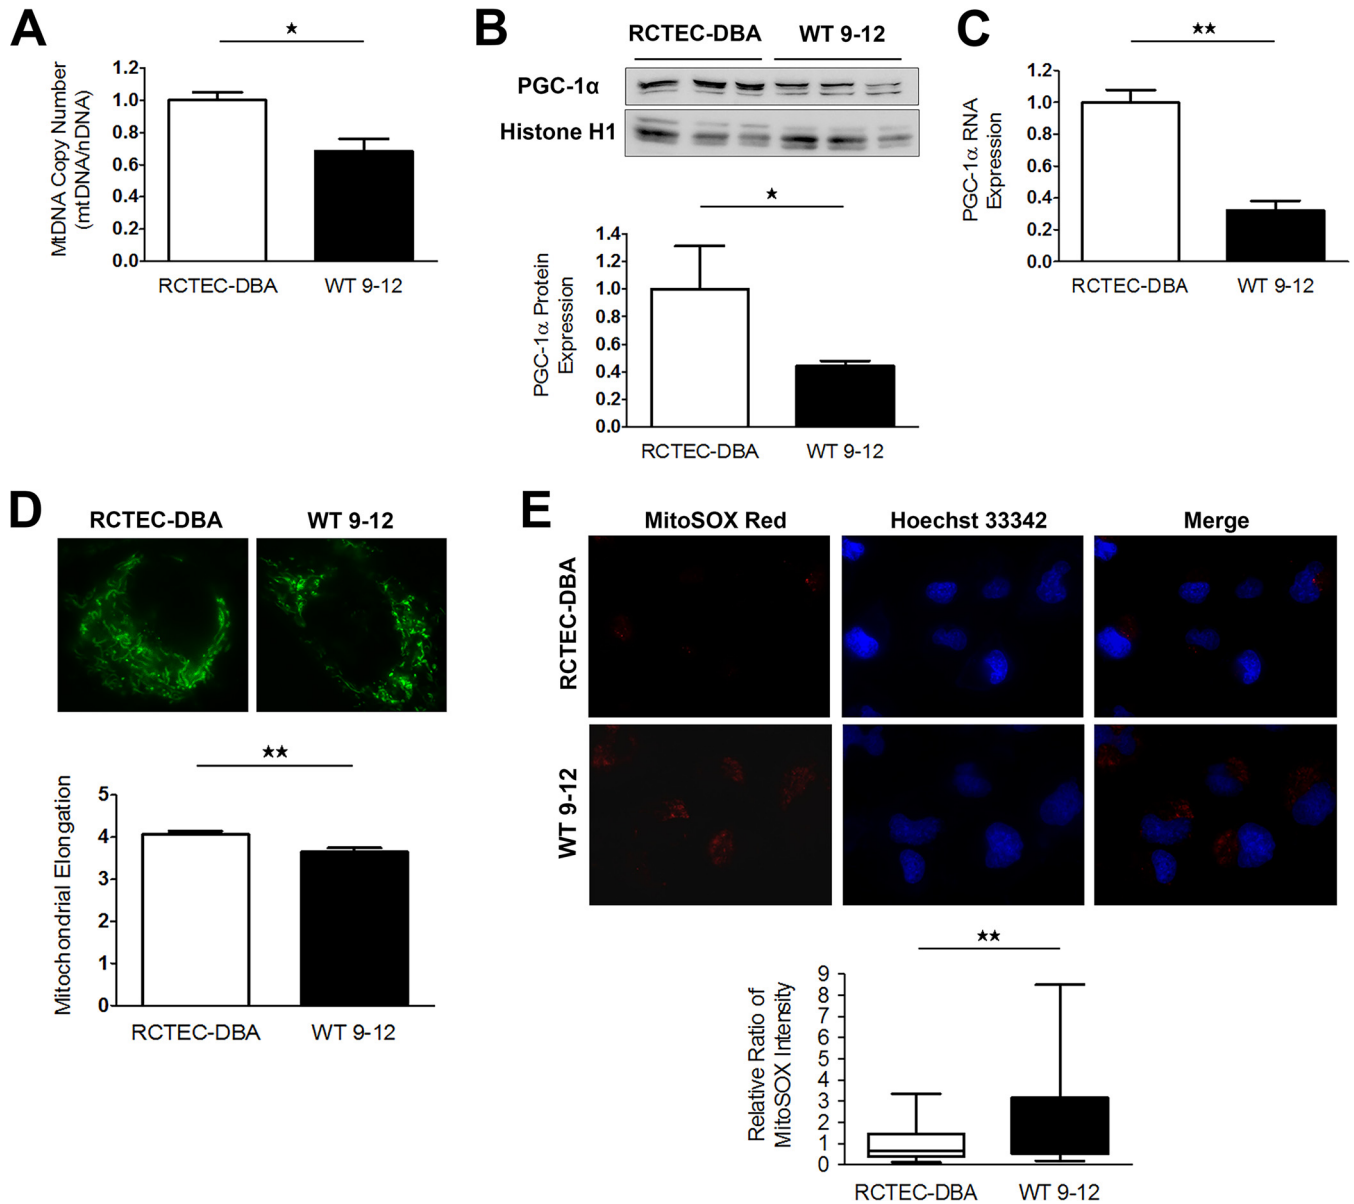 A
★
MtDNA Copy Number
(mtDNA/nDNA)
1.2
1.0
0.8
0.6
0.4
0.2
0.0
RCTEC-DBA WT 9-12
B
RCTEC-DBA WT 9-12
PGC-1α
Histone H1
★
PGC-1α Protein
Expression
1.4
1.2
1.0
0.8
0.6
0.4
0.2
0.0
RCTEC-DBA WT 9-12
C
★★
PGC-1α RNA
Expression
1.2
1.0
0.8
0.6
0.4
0.2
0.0
RCTEC-DBA WT 9-12
D
RCTEC-DBA WT 9-12
★★
Mitochondrial Elongation
5
4
3
2
1
0
RCTEC-DBA WT 9-12
E
MitoSOX Red Hoechst 33342 Merge
RCTEC-DBA
WT 9-12
★★
Relative Ratio of
MitoSOX Intensity
9
8
7
6
5
4
3
2
1
0
RCTEC-DBA WT 9-12